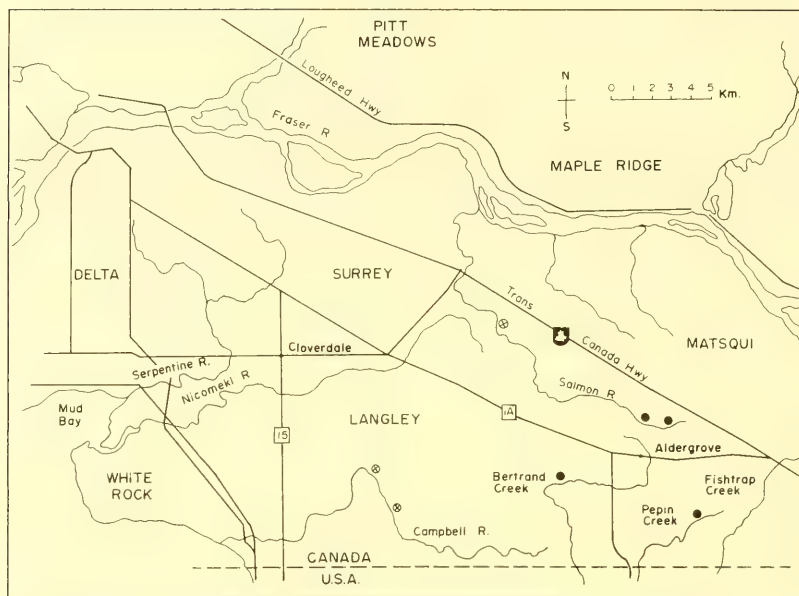 PITT
MEADOWS
Lougheed Hwy
N
S
0 1 2 3 4 5
Km.
Fraser R
MAPLE RIDGE
DELTA
SURREY
Trans
Canada Hwy
MATSQUI
Cloverdale
Serpentine R.
Nicomekl R
Salmon R
Mud
Bay
LANGLEY
1A
15
Aldergrove
WHITE
ROCK
Bertrand
Creek
Fishtrap
Creek
Pepin
Creek
Campbell R.
CANADA
U.S.A.